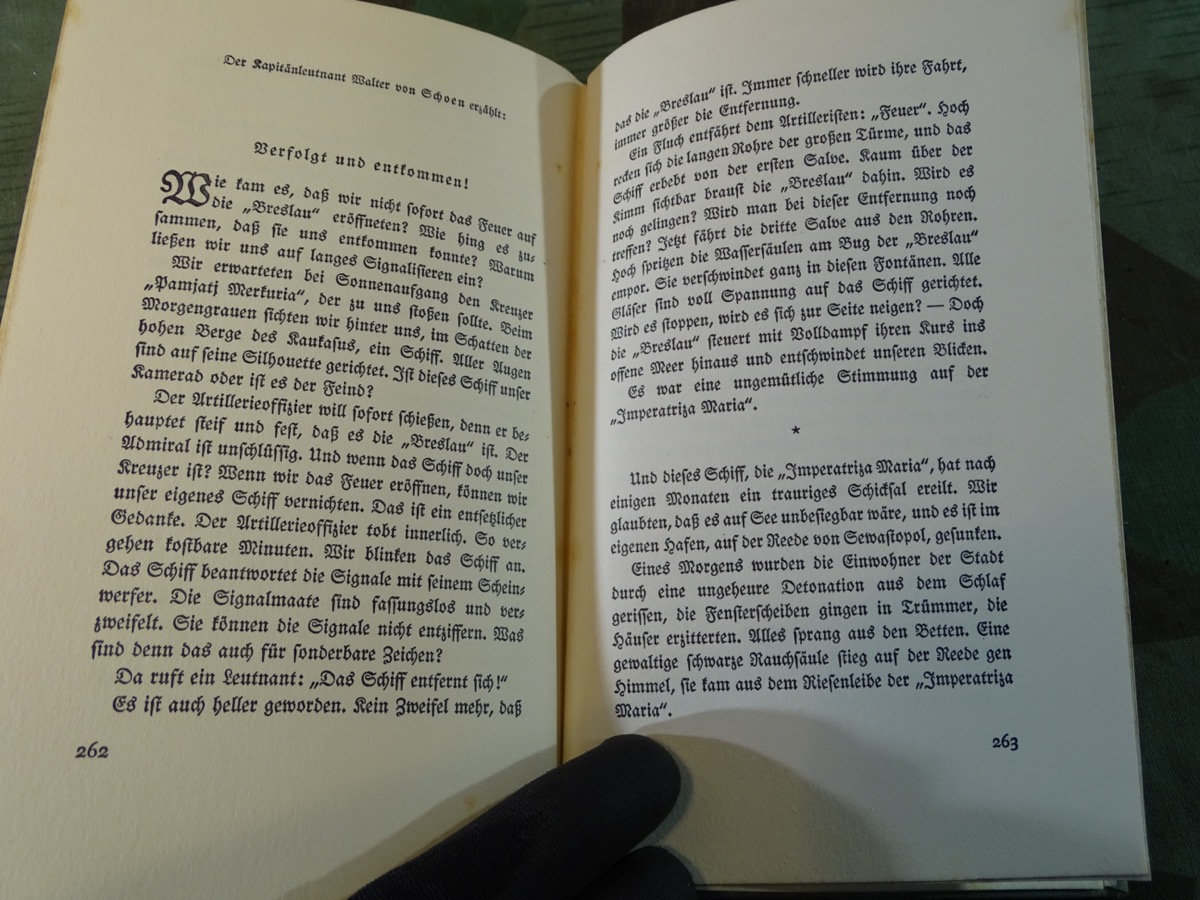 Der Kapitänleutnant Walter von Schoen erzählt:
Verfolgt und entkommen!
Wie kam es, daß wir nicht sofort das Feuer auf
die „Breslau“ eröffneten? Wie hing es zu-
sammen, daß sie uns entkommen konnte? Warum
ließen wir uns auf langes Signalisieren ein?
Wir erwarteten bei Sonnenaufgang den Kreuzer
„Pamjatj Merkuria“, der zu uns stoßen sollte. Beim
Morgengrauen sichten wir hinter uns, im Schatten der
hohen Berge des Kaukasus, ein Schiff. Aller Augen
sind auf seine Silhouette gerichtet. Ist dieses Schiff unser
Kamerad oder ist es der Feind?
Der Artillerieoffizier will sofort schießen, denn er be-
hauptet steif und fest, daß es die „Breslau“ ist. Der
Admiral ist unschlüssig. Und wenn das Schiff doch unser
Kreuzer ist? Wenn wir das Feuer eröffnen, können wir
unser eigenes Schiff vernichten. Das ist ein entsetzlicher
Gedanke. Der Artillerieoffizier tobt innerlich. So ver-
gehen kostbare Minuten. Wir blinken das Schiff an.
Das Schiff beantwortet die Signale mit seinem Schein-
werfer. Die Signalmaate sind fassungslos und ver-
zweifelt. Sie können die Signale nicht entziffern. Was
sind denn das auch für sonderbare Zeichen?
Da ruft ein Leutnant: „Das Schiff entfernt sich!“
Es ist auch heller geworden. Kein Zweifel mehr, daß
262
das die „Breslau“ ist. Immer schneller wird ihre Fahrt,
immer größer die Entfernung.
Ein Fluch entfährt dem Artilleristen: „Feuer“. Hoch
recken sich die langen Rohre der großen Türme, und das
Schiff erbebt von der ersten Salve. Kaum über der
Kimm sichtbar braust die „Breslau“ dahin. Wird es
noch gelingen? Wird man bei dieser Entfernung noch
treffen? Jetzt fährt die dritte Salve aus den Rohren.
Hoch spritzen die Wassersäulen am Bug der „Breslau“
empor. Sie verschwindet ganz in diesen Fontänen. Alle
Gläser sind voll Spannung auf das Schiff gerichtet.
Wird es stoppen, wird es sich zur Seite neigen? — Doch
die „Breslau“ steuert mit Volldampf ihren Kurs ins
offene Meer hinaus und entschwindet unseren Blicken.
Es war eine ungemütliche Stimmung auf der
„Imperatriza Maria“.
*
Und dieses Schiff, die „Imperatriza Maria“, hat nach
einigen Monaten ein trauriges Schicksal ereilt. Wir
glaubten, daß es auf See unbesiegbar wäre, und es ist im
eigenen Hafen, auf der Reede von Sewastopol, gesunken.
Eines Morgens wurden die Einwohner der Stadt
durch eine ungeheure Detonation aus dem Schlaf
gerissen, die Fensterscheiben gingen in Trümmer, die
Häuser erzitterten. Alles sprang aus den Betten. Eine
gewaltige schwarze Rauchsäule stieg auf der Reede gen
Himmel, sie kam aus dem Riesenleibe der „Imperatriza
Maria“.
263